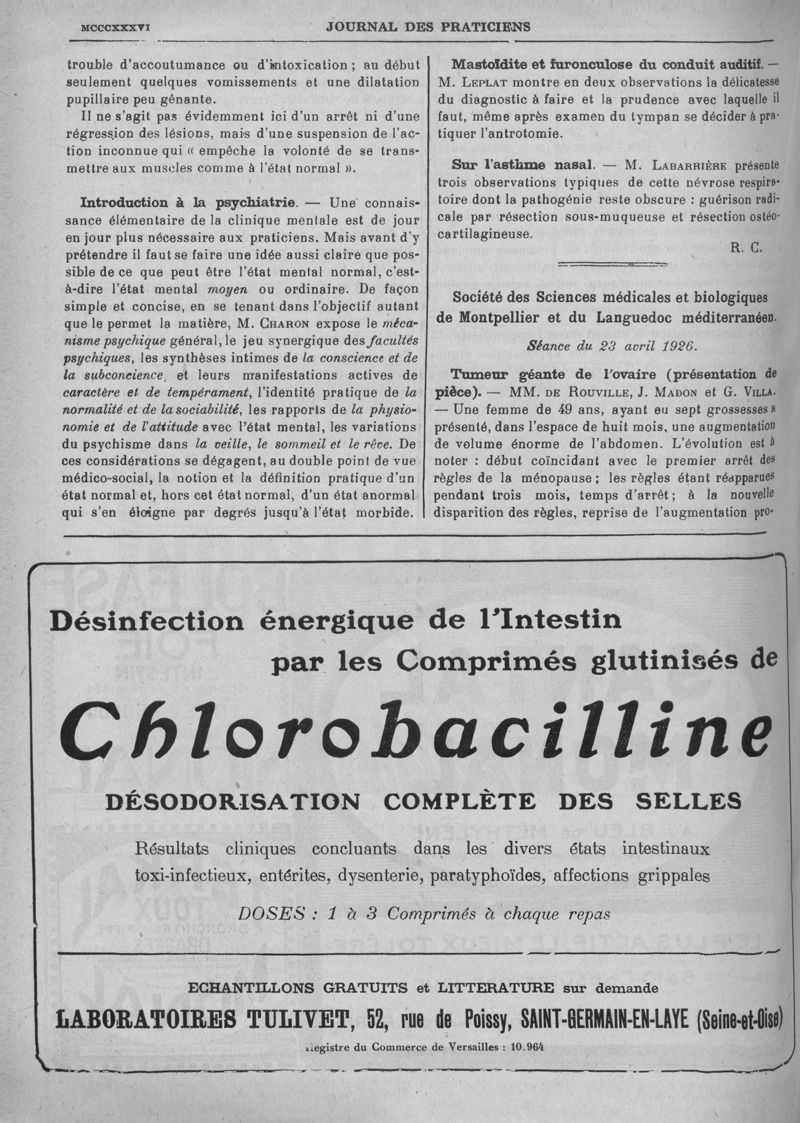 MCCCXXXVI
JOURNAL DES PRATICIENS
trouble d'accoutumance ou d'intoxication ; au début
seulement quelques vomissements et une dilatation
pupillaire peu gênante.
Il ne s'agit pas évidemment ici d'un arrêt ni d'une
régression des lésions, mais d'une suspension de l'ac-
tion inconnue qui « empêche la volonté de se trans-
mettre aux muscles comme à l'état normal ».
Introduction à la psychiatrie. — Une connais-
sance élémentaire de la clinique mentale est de jour
en jour plus nécessaire aux praticiens. Mais avant d'y
prétendre il faut se faire une idée aussi claire que pos-
sible de ce que peut être l'état mental normal, c'est-
à-dire l'état mental moyen ou ordinaire. De façon
simple et concise, en se tenant dans l'objectif autant
que le permet la matière, M. CHARON expose le méca-
nisme psychique général, le jeu synergique des facultés
psychiques, les synthèses intimes de la conscience et de
la subconcience, et leurs manifestations actives de
caractère et de tempérament, l'identité pratique de la
normalité et de la sociabilité, les rapports de la physio-
nomie et de l'attitude avec l'état mental, les variations
du psychisme dans la veille, le sommeil et le rêve. De
ces considérations se dégagent, au double point de vue
médico-social, la notion et la définition pratique d'un
état normal et, hors cet état normal, d'un état anormal
qui s'en éloigne par degrés jusqu'à l'état morbide.
Mastoïdite et furonculose du conduit auditif. —
M. LEPLAT montre en deux observations la délicatesse
du diagnostic à faire et la prudence avec laquelle il
faut, même après examen du tympan se décider à pra-
tiquer l'antrotomie.
Sur l'asthme nasal. — M. LABARRIÈRE présente
trois observations typiques de cette névrose respira-
toire dont la pathogénie reste obscure : guérison radi-
cale par résection sous-muqueuse et résection ostéo-
cartilagineuse.
R. C.
Société des Sciences médicales et biologiques
de Montpellier et du Languedoc méditerranéen.
Séance du 23 avril 1926.
Tumeur géante de l'ovaire (présentation de
pièce). — MM. DE ROUVILLE, J. MADON et G. VILLA.
— Une femme de 49 ans, ayant eu sept grossesses a
présenté, dans l'espace de huit mois, une augmentation
de volume énorme de l'abdomen. L'évolution est à
noter : début coïncidant avec le premier arrêt des
règles de la ménopause ; les règles étant réapparues
pendant trois mois, temps d'arrêt ; à la nouvelle
disparition des règles, reprise de l'augmentation pro-
Désinfection énergique de l'Intestin
par les Comprimés glutinisés de
Chlorobacilline
DÉSODORISATION COMPLÈTE DES SELLES
Résultats cliniques concluants dans les divers états intestinaux
toxi-infectieux, entérites, dysenterie, paratyphoïdes, affections grippales
DOSES : 1 à 3 Comprimés à chaque repas
ECHANTILLONS GRATUITS et LITTERATURE sur demande
LABORATOIRES TULIVET, 52, rue de Poissy, SAINT-GERMAIN-EN-LAYE (Seine-et-Oise)
Registre du Commerce de Versailles : 10.964